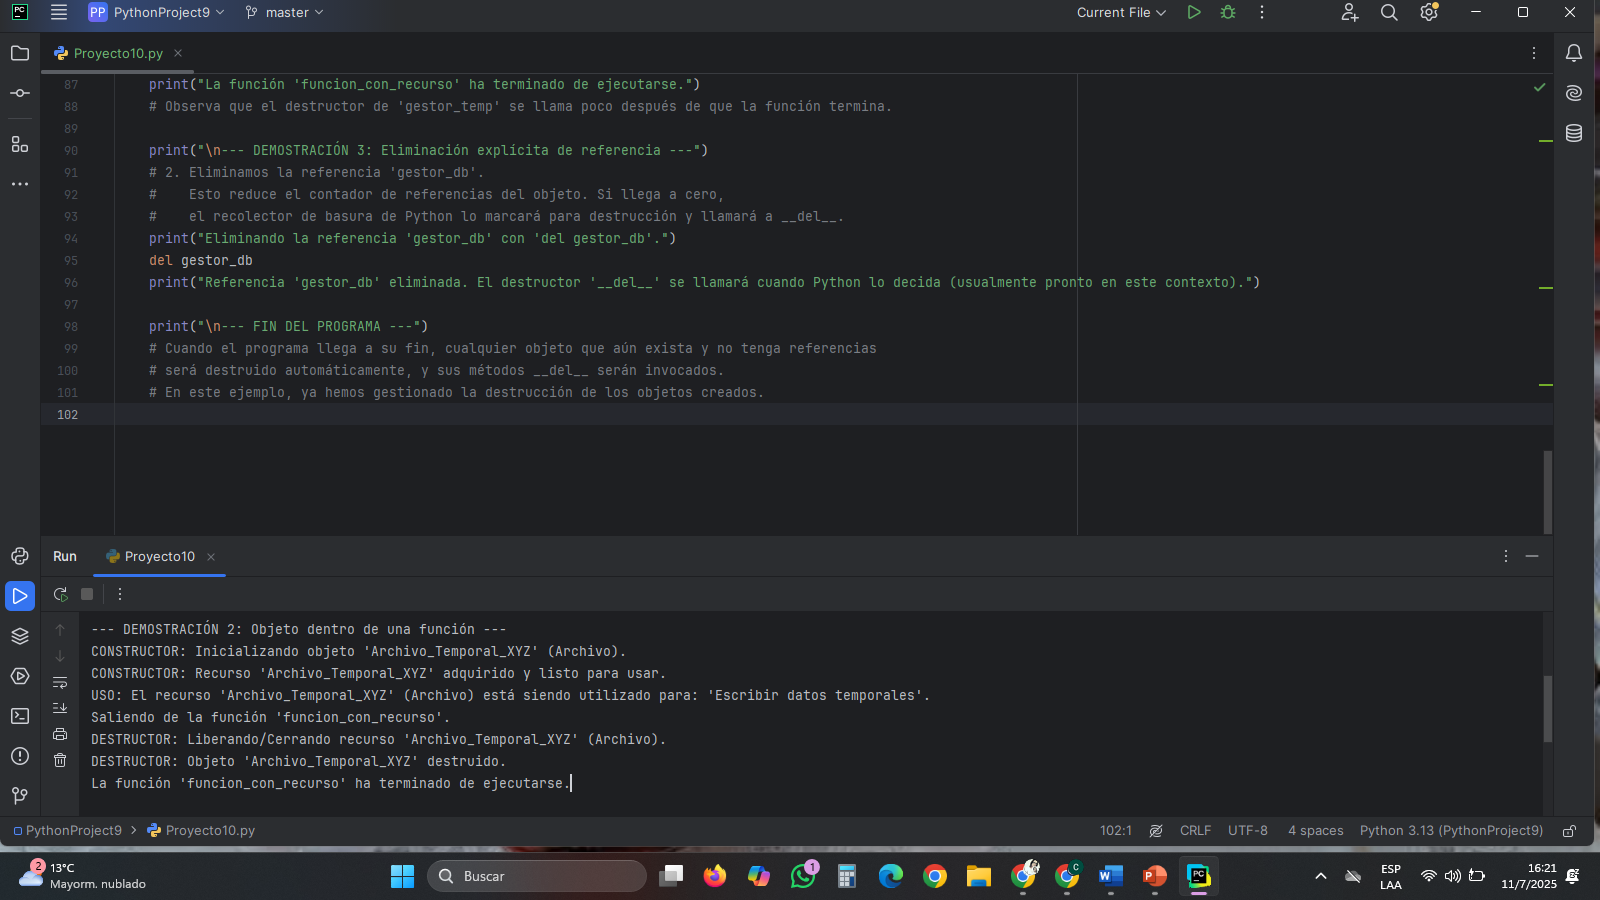 PC
PP PythonProject9
master
Current File
Proyecto10.py
87 print("La función 'funcion_con_recurso' ha terminado de ejecutarse.")
88 # Observa que el destructor de 'gestor_temp' se llama poco después de que la función termina.
89
90 print("\n--- DEMOSTRACIÓN 3: Eliminación explícita de referencia ---")
91 # 2. Eliminamos la referencia 'gestor_db'.
92 #    Esto reduce el contador de referencias del objeto. Si llega a cero,
93 #    el recolector de basura de Python lo marcará para destrucción y llamará a __del__.
94 print("Eliminando la referencia 'gestor_db' con 'del gestor_db'.")
95 del gestor_db
96 print("Referencia 'gestor_db' eliminada. El destructor '__del__' se llamará cuando Python lo decida (usualmente pronto en este contexto).")
97
98 print("\n--- FIN DEL PROGRAMA ---")
99 # Cuando el programa llega a su fin, cualquier objeto que aún exista y no tenga referencias
100 # será destruido automáticamente, y sus métodos __del__ serán invocados.
101 # En este ejemplo, ya hemos gestionado la destrucción de los objetos creados.
102
Run Proyecto10
--- DEMOSTRACIÓN 2: Objeto dentro de una función ---
CONSTRUCTOR: Inicializando objeto 'Archivo_Temporal_XYZ' (Archivo).
CONSTRUCTOR: Recurso 'Archivo_Temporal_XYZ' adquirido y listo para usar.
USO: El recurso 'Archivo_Temporal_XYZ' (Archivo) está siendo utilizado para: 'Escribir datos temporales'.
Saliendo de la función 'funcion_con_recurso'.
DESTRUCTOR: Liberando/Cerrando recurso 'Archivo_Temporal_XYZ' (Archivo).
DESTRUCTOR: Objeto 'Archivo_Temporal_XYZ' destruido.
La función 'funcion_con_recurso' ha terminado de ejecutarse.
PythonProject9 > Proyecto10.py
102:1 CRLF UTF-8 4 spaces Python 3.13 (PythonProject9)
2
13°C
Mayorm. nublado
Buscar
1
C
W
P
PC
ESP
LAA
16:21
11/7/2025